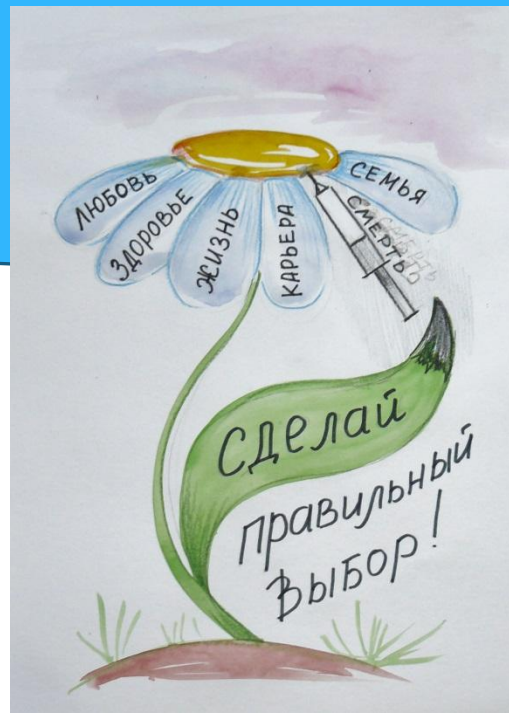 ЛЮБОВЬ
ЗДОРОВЬЕ
ЖИЗНЬ
КАРЬЕРА
СМЕРТЬ
СЕМЬЯ
СДЕЛАЙ
ПРАВИЛЬНЫЙ
ВЫБОР!